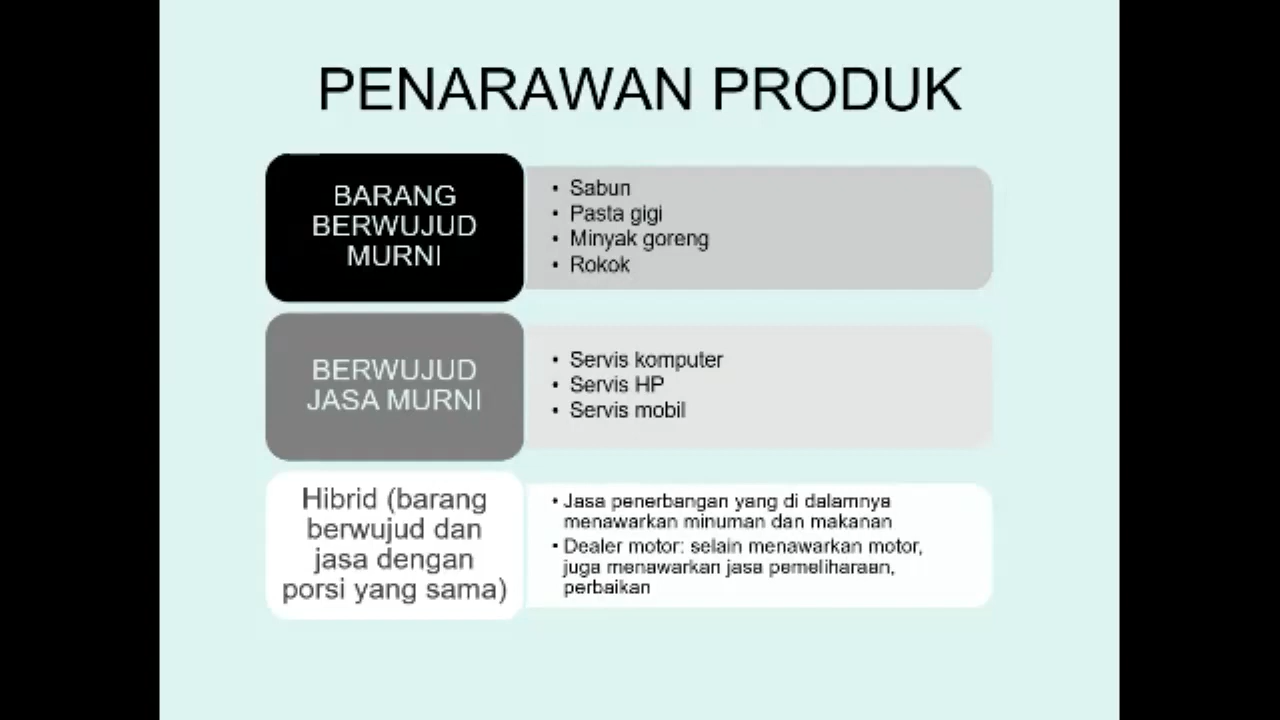 PENARAWAN PRODUK
BARANG
BERWUJUD
MURNI
• Sabun
• Pasta gigi
• Minyak goreng
• Rokok
BERWUJUD
JASA MURNI
• Servis komputer
• Servis HP
• Servis mobil
Hibrid (barang
berwujud dan
jasa dengan
porsi yang sama)
• Jasa penerbangan yang di dalamnya
menawarkan minuman dan makanan
• Dealer motor: selain menawarkan motor,
juga menawarkan jasa pemeliharaan,
perbaikan